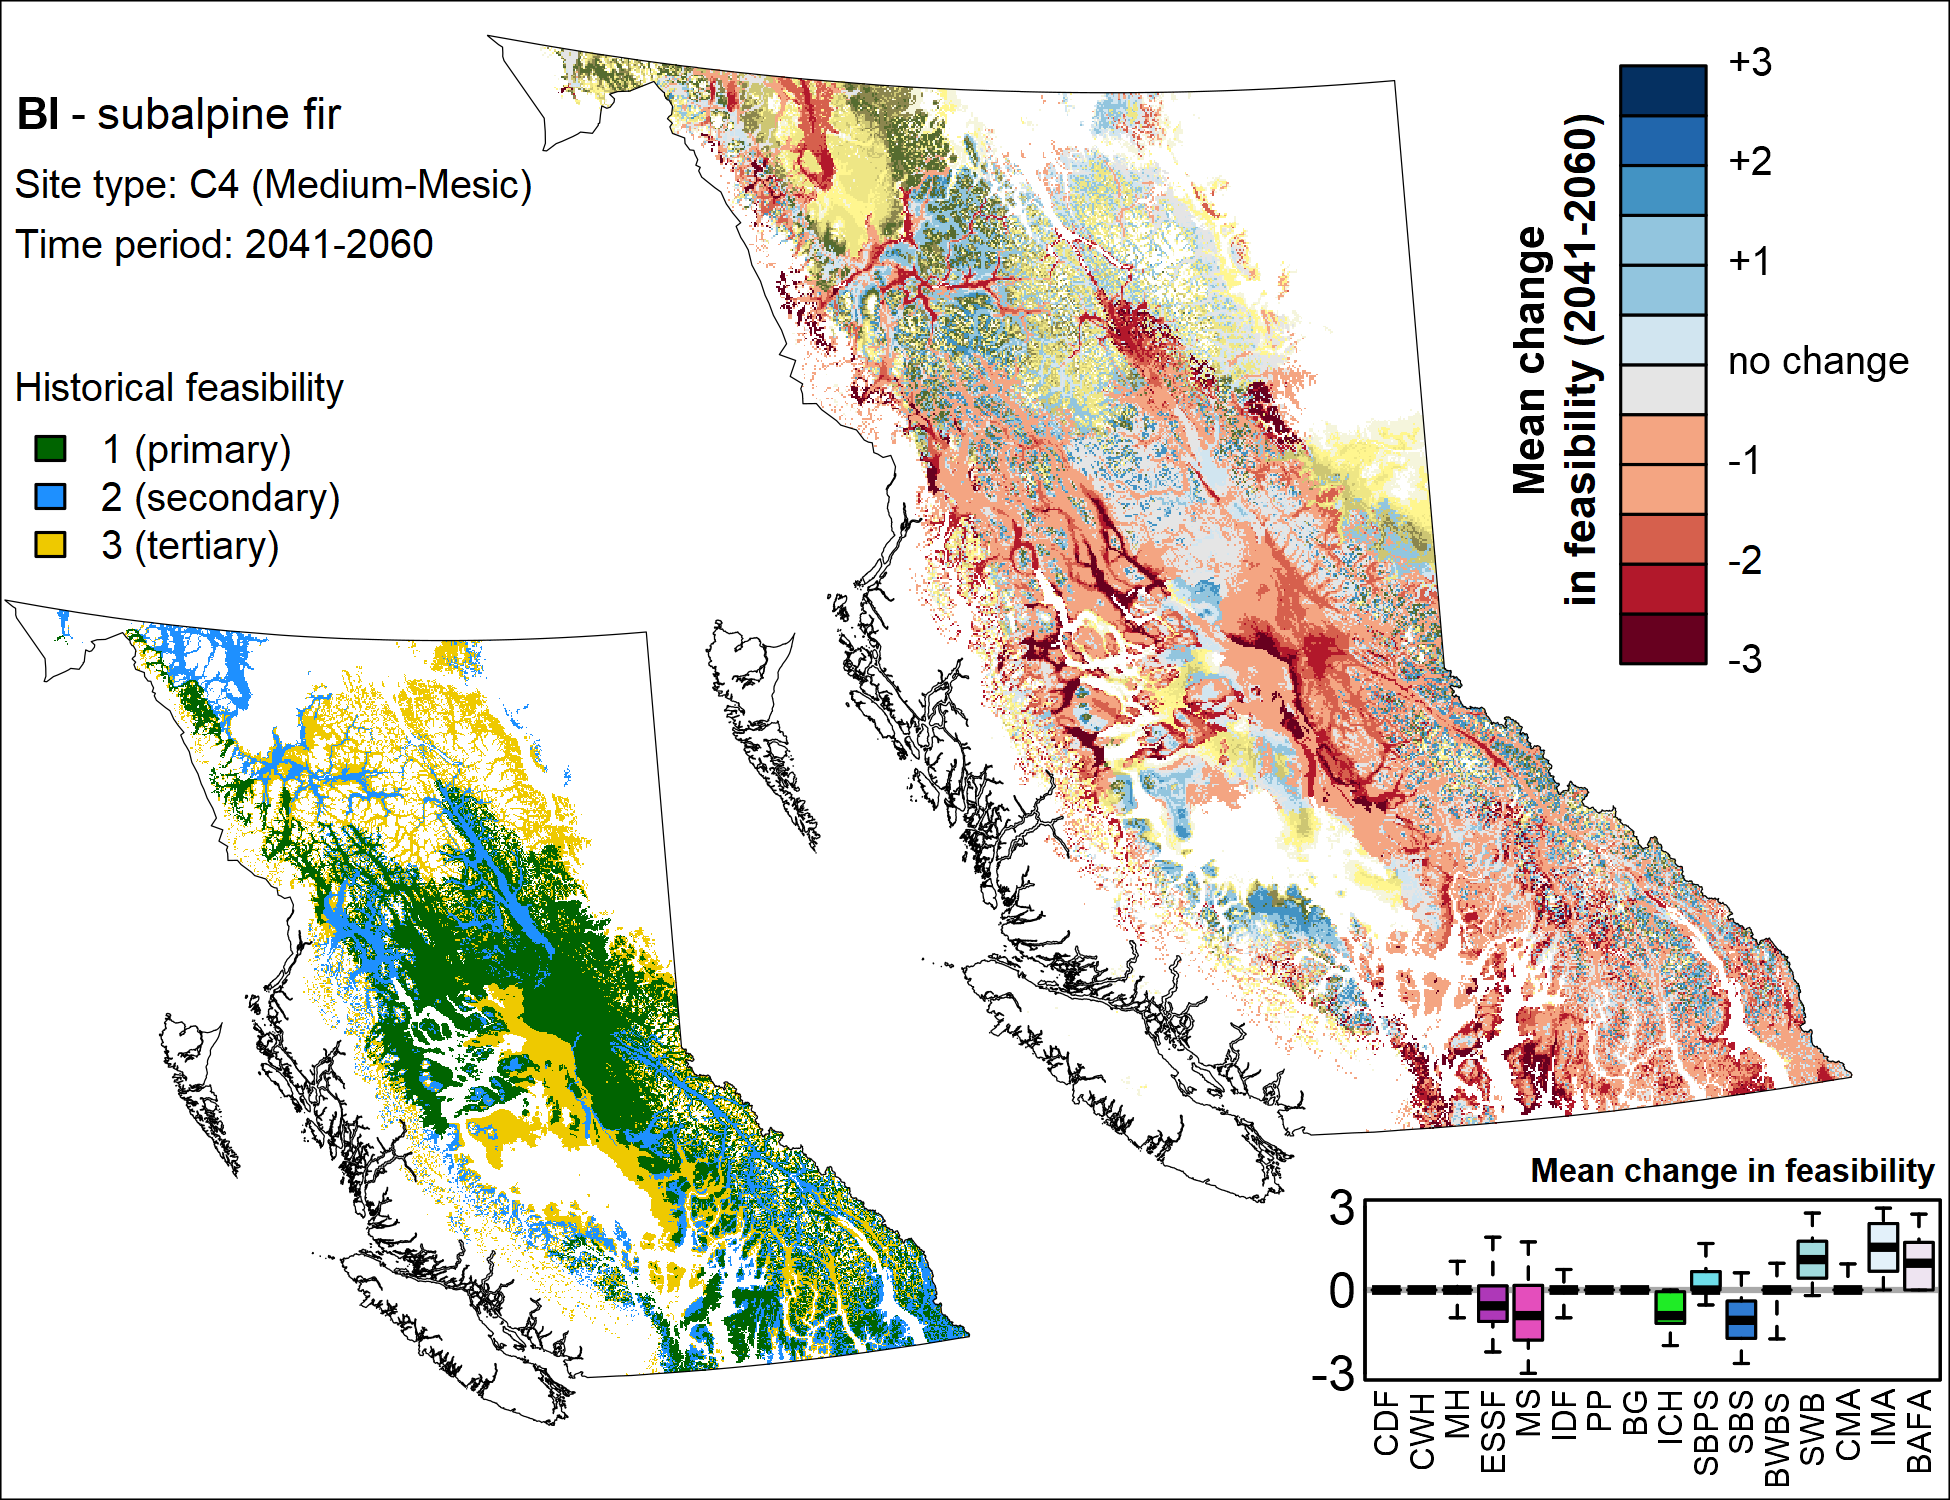 Bl - subalpine fir
Site type: C4 (Medium-Mesic)
Time period: 2041-2060
Historical feasibility
1 (primary)
2 (secondary)
3 (tertiary)
Mean change
in feasibility (2041-2060)
+3
+2
+1
no change
-1
-2
-3
Mean change in feasibility
3
0
-3
CDF
CWH
MH
ESSF
MS
IDF
PP
BG
ICH
SBPS
SBS
BWBS
SWB
CMA
IMA
BAFA